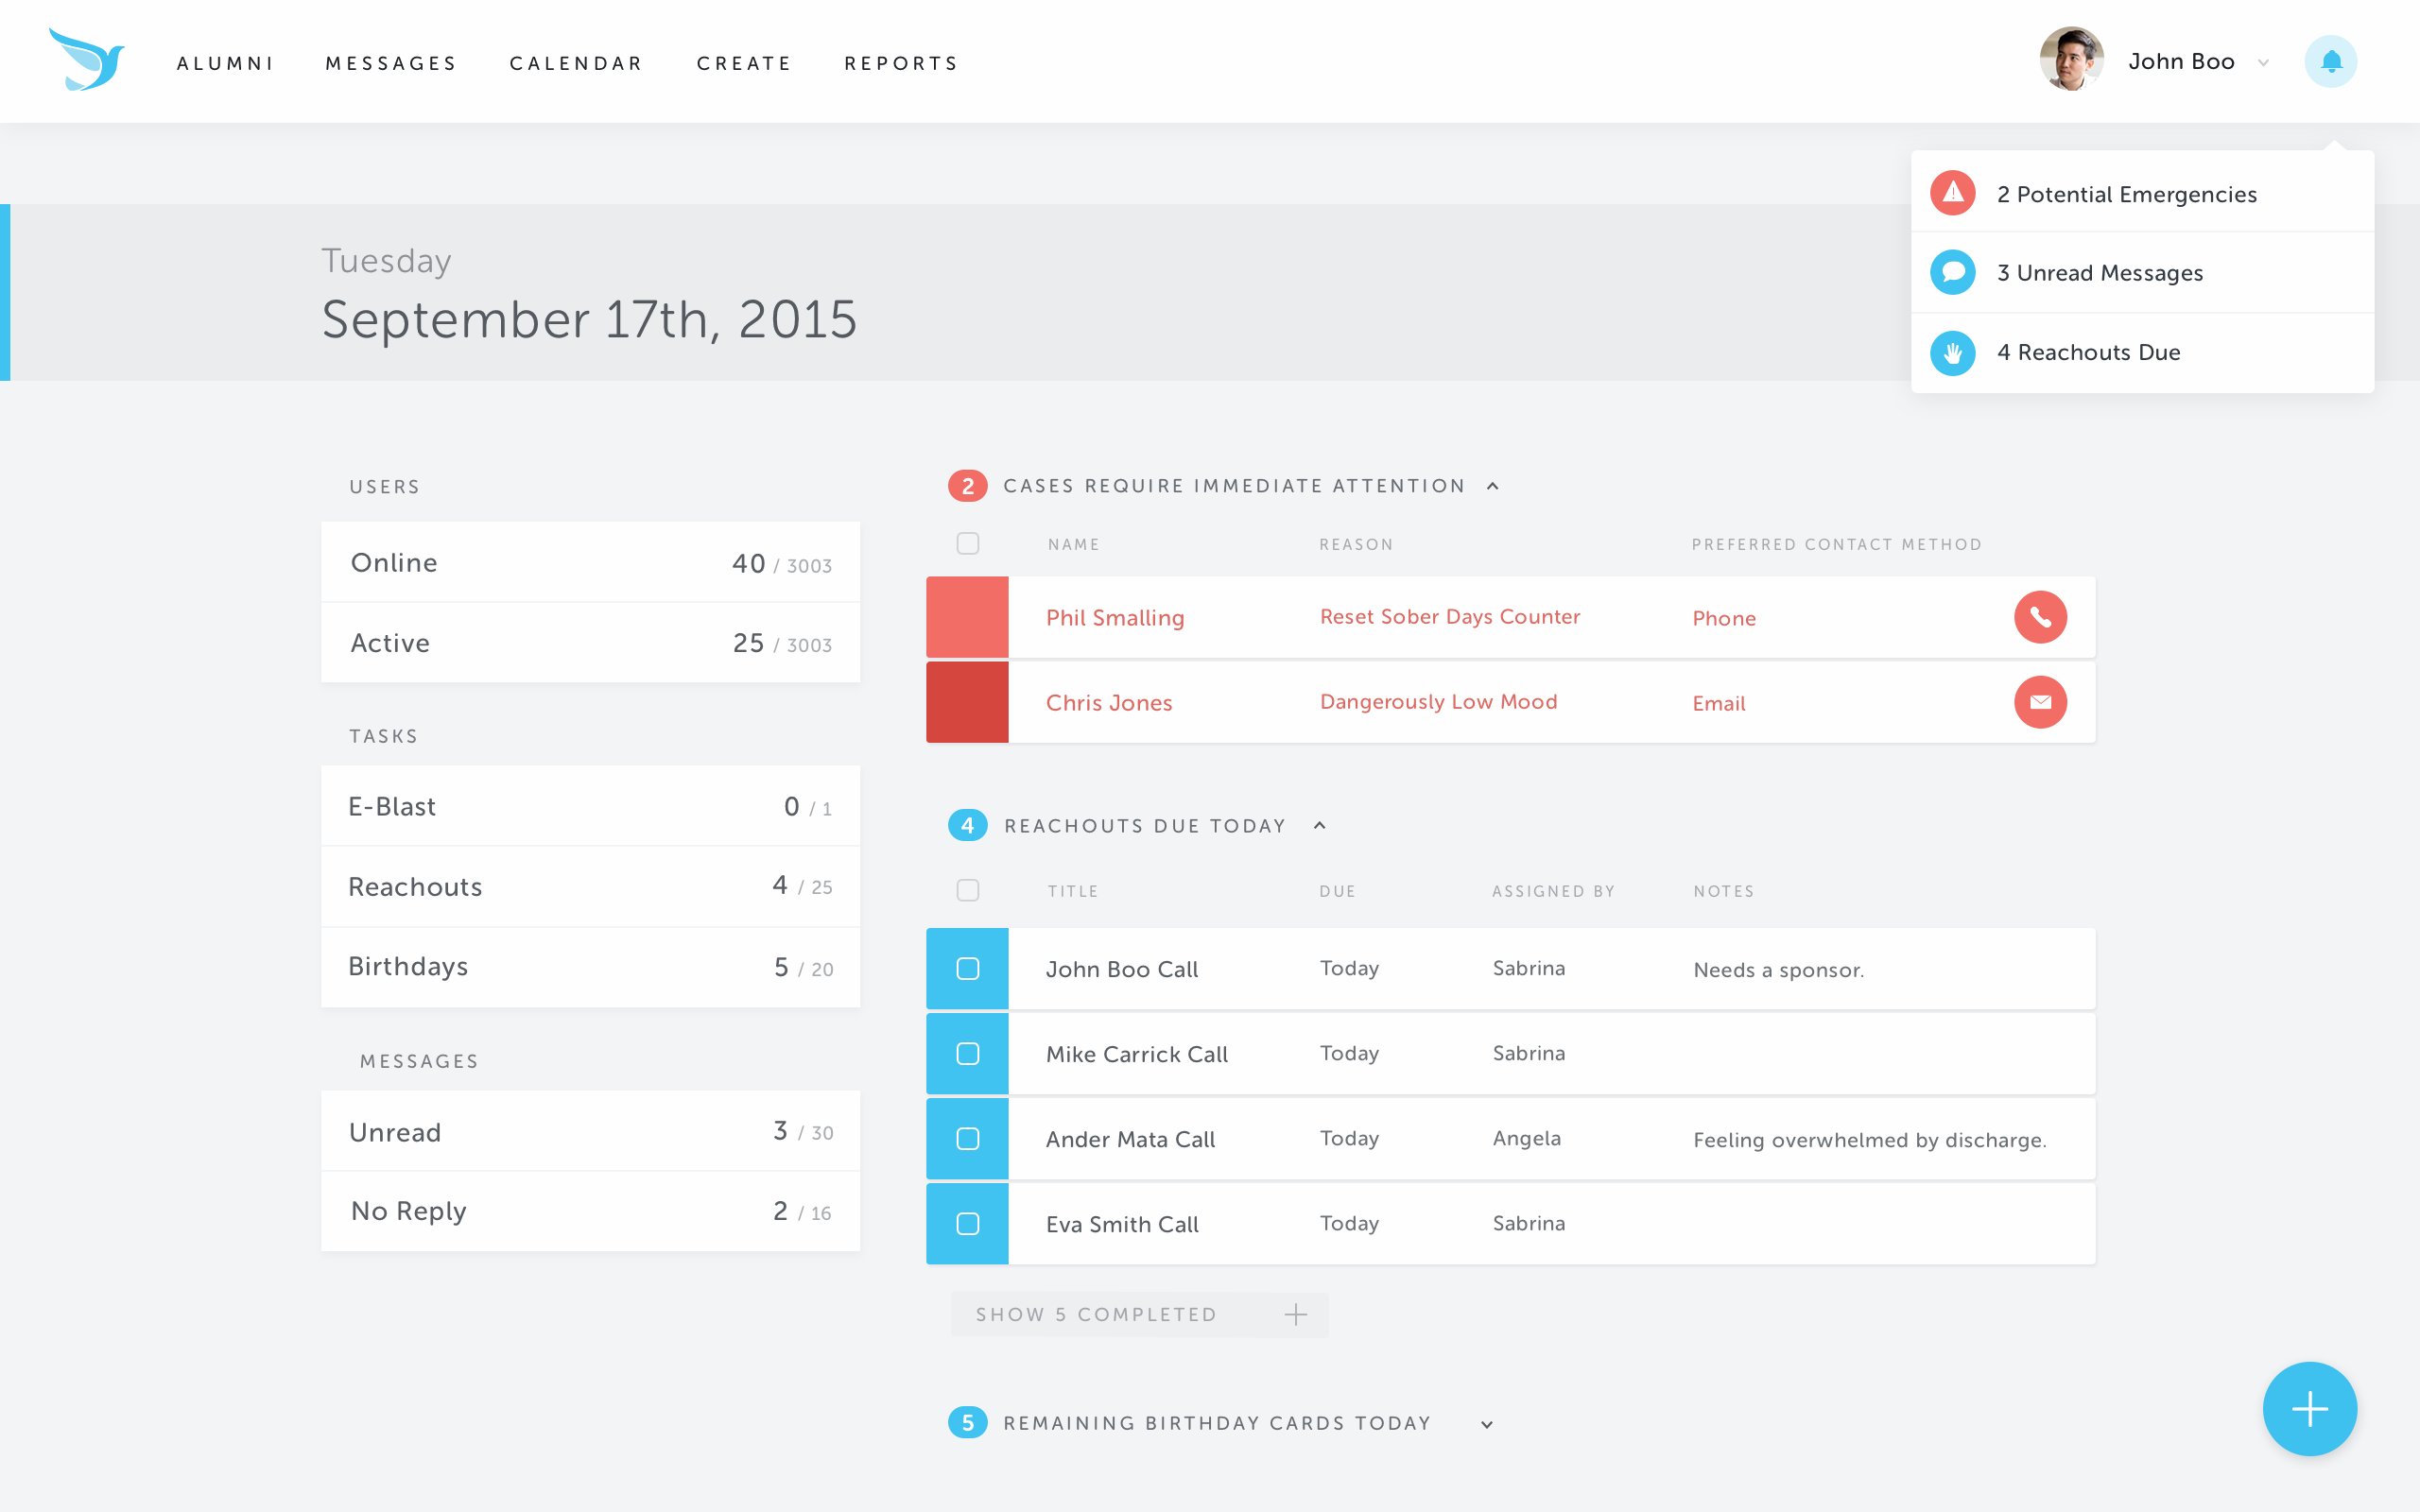 ALUMNI MESSAGES CALENDAR CREATE REPORTS John Boo
2 Potential Emergencies
3 Unread Messages
4 Reachouts Due
Tuesday
September 17th, 2015
USERS
Online 40 / 3003
Active 25 / 3003
TASKS
E-Blast 0 / 1
Reachouts 4 / 25
Birthdays 5 / 20
MESSAGES
Unread 3 / 30
No Reply 2 / 16
2 CASES REQUIRE IMMEDIATE ATTENTION
NAME REASON PREFERRED CONTACT METHOD
Phil Smalling Reset Sober Days Counter Phone
Chris Jones Dangerously Low Mood Email
4 REACHOUTS DUE TODAY
TITLE DUE ASSIGNED BY NOTES
John Boo Call Today Sabrina Needs a sponsor.
Mike Carrick Call Today Sabrina
Ander Mata Call Today Angela Feeling overwhelmed by discharge.
Eva Smith Call Today Sabrina
SHOW 5 COMPLETED
5 REMAINING BIRTHDAY CARDS TODAY